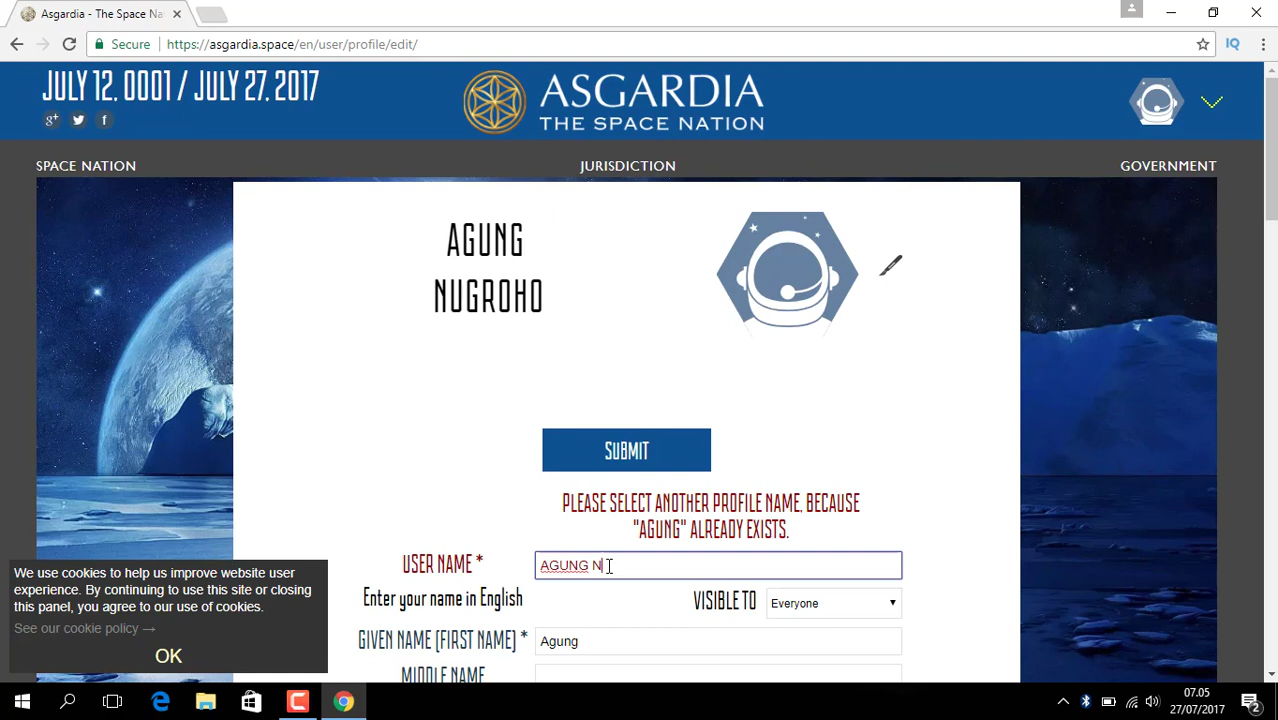 Asgardia - The Space Na
Secure
https://asgardia.space/en/user/profile/edit/
IQ
JULY 12, 0001 / JULY 27, 2017
ASGARDIA
THE SPACE NATION
g+
f
SPACE NATION
JURISDICTION
GOVERNMENT
AGUNG
NUGROHO
SUBMIT
PLEASE SELECT ANOTHER PROFILE NAME, BECAUSE
"AGUNG" ALREADY EXISTS.
USER NAME *
AGUNG N
Enter your name in English
VISIBLE TO
Everyone
GIVEN NAME (FIRST NAME) *
Agung
MIDDLE NAME
We use cookies to help us improve website user
experience. By continuing to use this site or closing
this panel, you agree to our use of cookies.
See our cookie policy →
OK
07.05
27/07/2017
2